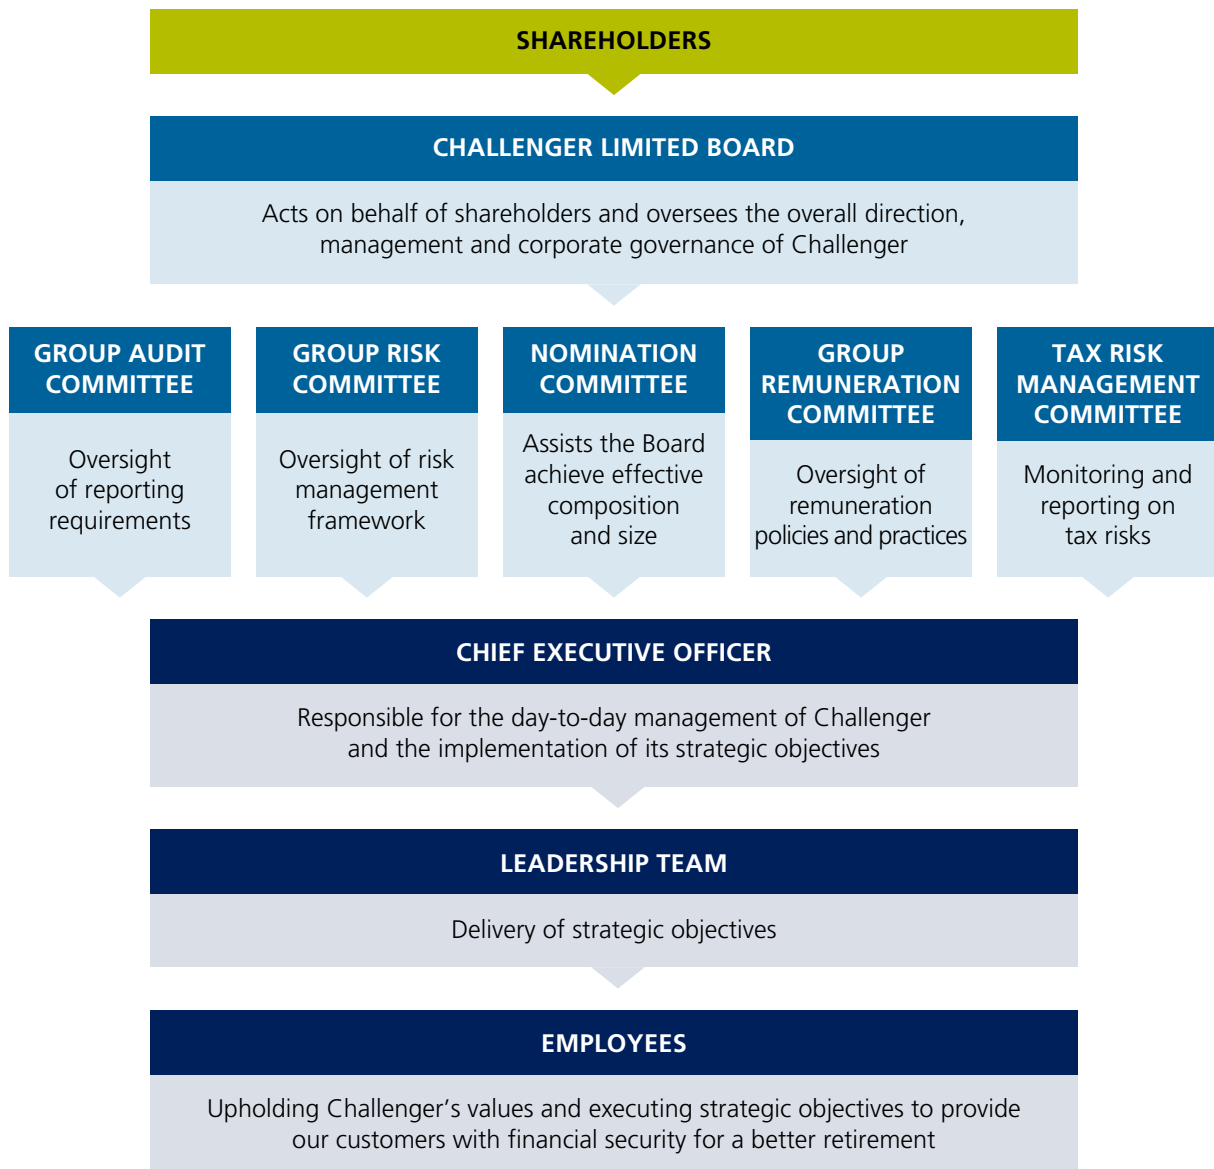 SHAREHOLDERS
CHALLENGER LIMITED BOARD
Acts on behalf of shareholders and oversees the overall direction,
management and corporate governance of Challenger
GROUP AUDIT
COMMITTEE
Oversight
of reporting
requirements
GROUP RISK
COMMITTEE
Oversight of risk
management
framework
NOMINATION
COMMITTEE
Assists the Board
achieve effective
composition
and size
GROUP
REMUNERATION
COMMITTEE
Oversight of
remuneration
policies and practices
TAX RISK
MANAGEMENT
COMMITTEE
Monitoring and
reporting on
tax risks
CHIEF EXECUTIVE OFFICER
Responsible for the day-to-day management of Challenger
and the implementation of its strategic objectives
LEADERSHIP TEAM
Delivery of strategic objectives
EMPLOYEES
Upholding Challenger’s values and executing strategic objectives to provide
our customers with financial security for a better retirement